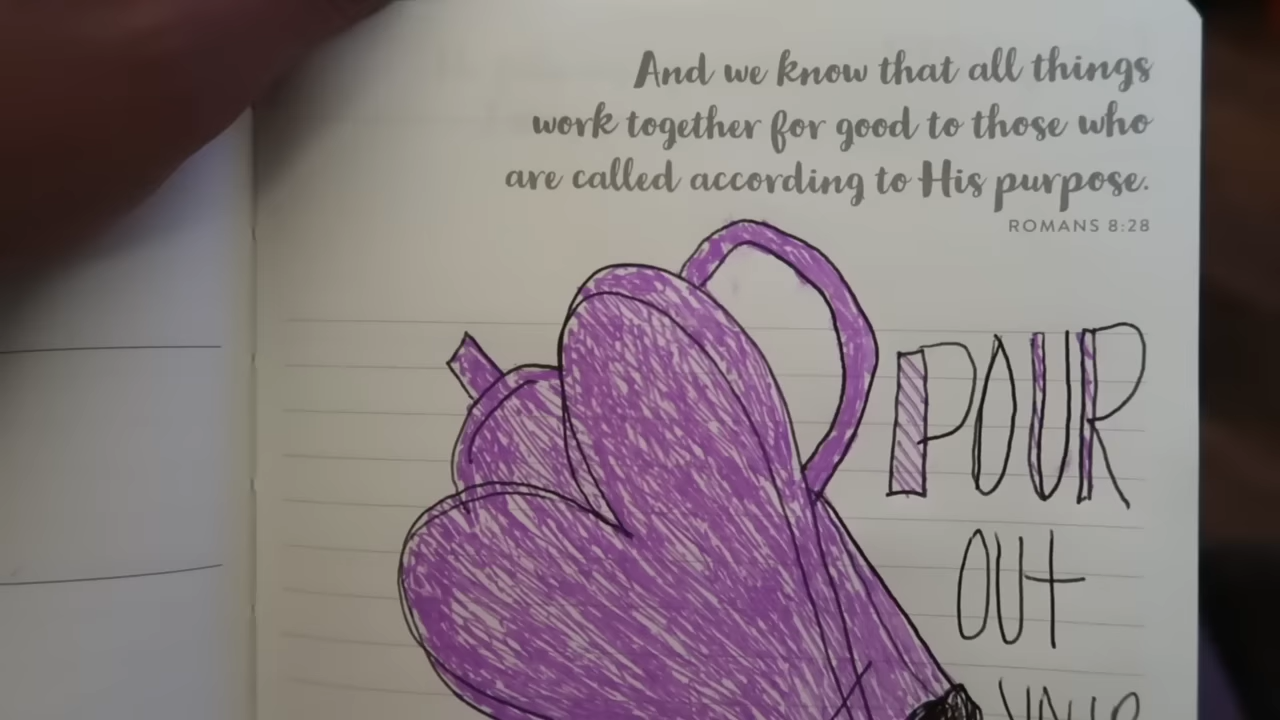 And we know that all things
work together for good to those who
are called according to His purpose.
ROMANS 8:28
POUR
OUT